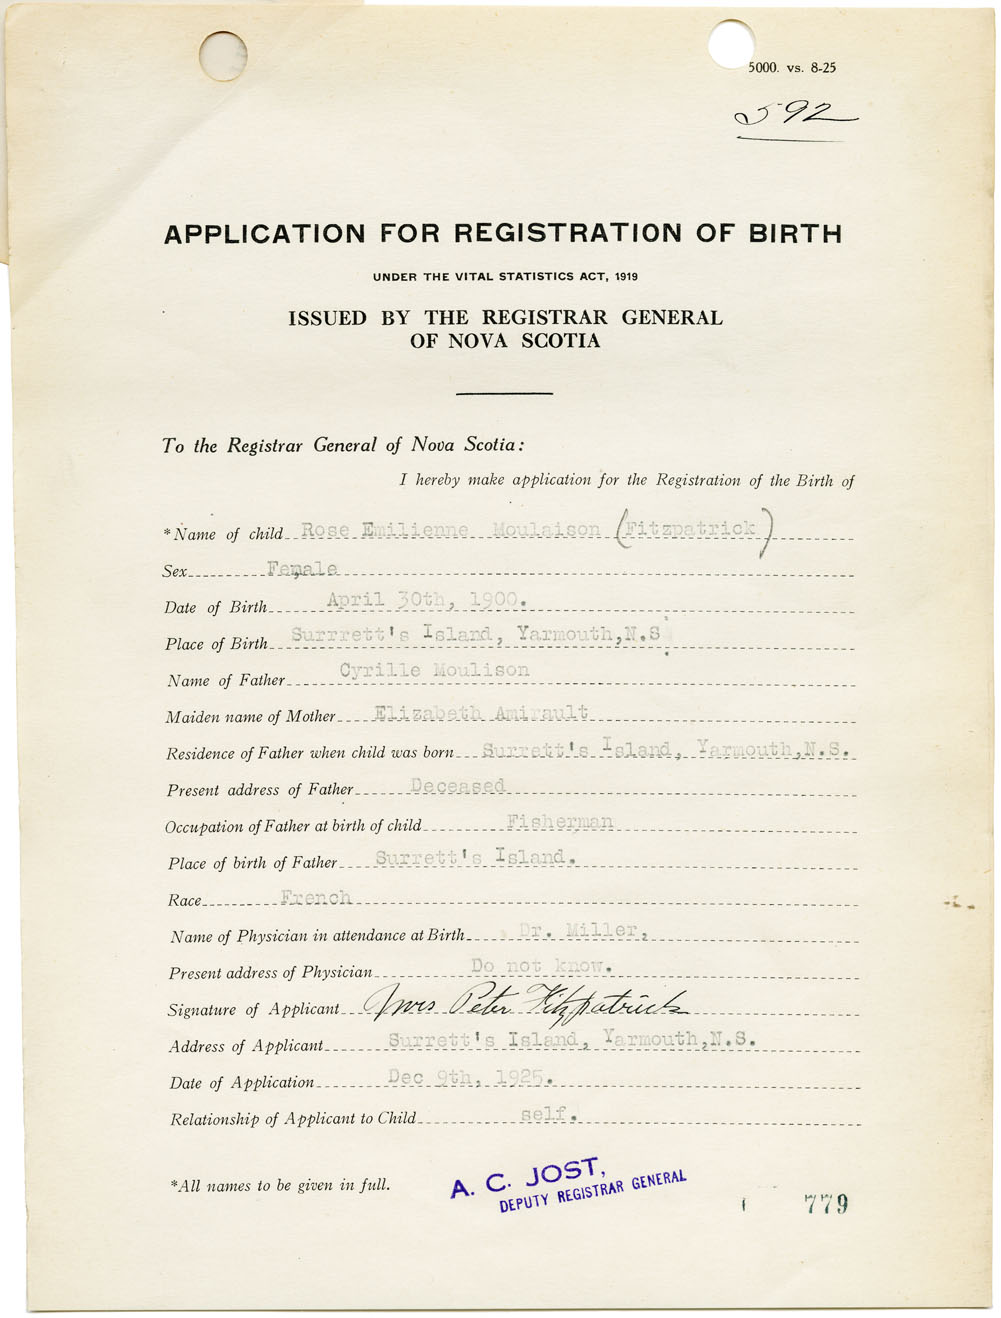 5000. vs. 8-25
592
APPLICATION FOR REGISTRATION OF BIRTH
UNDER THE VITAL STATISTICS ACT, 1919
ISSUED BY THE REGISTRAR GENERAL
OF NOVA SCOTIA
To the Registrar General of Nova Scotia:
I hereby make application for the Registration of the Birth of
*Name of child Rose Emilienne Moulaison (Fitzpatrick)
Sex Female
Date of Birth April 30th, 1900.
Place of Birth Surrrett's Island, Yarmouth,N.S.
Name of Father Cyrille Moulison
Maiden name of Mother Elizabeth Amirault
Residence of Father when child was born Surrett's Island, Yarmouth,N.S.
Present address of Father Deceased
Occupation of Father at birth of child Fisherman
Place of birth of Father Surrett's Island.
Race French
Name of Physician in attendance at Birth Dr. Miller,
Present address of Physician Do not know.
Signature of Applicant Mrs Peter Fitzpatrick
Address of Applicant Surrett's Island, Yarmouth,N.S.
Date of Application Dec 9th, 1925.
Relationship of Applicant to Child self.
*All names to be given in full.
A. C. JOST,
DEPUTY REGISTRAR GENERAL
779